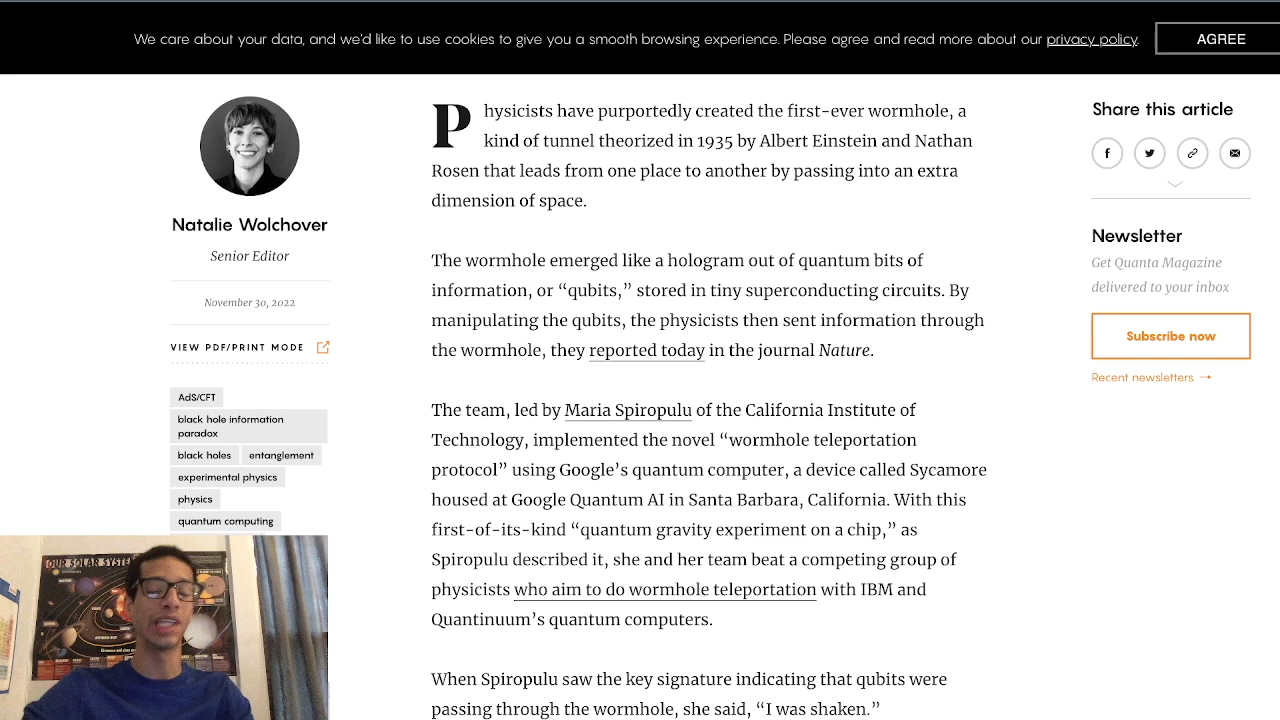 We care about your data, and we'd like to use cookies to give you a smooth browsing experience. Please agree and read more about our privacy policy.
AGREE
Natalie Wolchover
Senior Editor
November 30, 2022
VIEW PDF/PRINT MODE
AdS/CFT
black hole information
paradox
black holes
entanglement
experimental physics
physics
quantum computing
OUR SOLAR SYSTEM
Physicists have purportedly created the first-ever wormhole, a
kind of tunnel theorized in 1935 by Albert Einstein and Nathan
Rosen that leads from one place to another by passing into an extra
dimension of space.
The wormhole emerged like a hologram out of quantum bits of
information, or “qubits,” stored in tiny superconducting circuits. By
manipulating the qubits, the physicists then sent information through
the wormhole, they reported today in the journal Nature.
The team, led by Maria Spiropulu of the California Institute of
Technology, implemented the novel “wormhole teleportation
protocol” using Google’s quantum computer, a device called Sycamore
housed at Google Quantum AI in Santa Barbara, California. With this
first-of-its-kind “quantum gravity experiment on a chip,” as
Spiropulu described it, she and her team beat a competing group of
physicists who aim to do wormhole teleportation with IBM and
Quantinuum’s quantum computers.
When Spiropulu saw the key signature indicating that qubits were
passing through the wormhole, she said, “I was shaken.”
Share this article
Newsletter
Get Quanta Magazine
delivered to your inbox
Subscribe now
Recent newsletters →